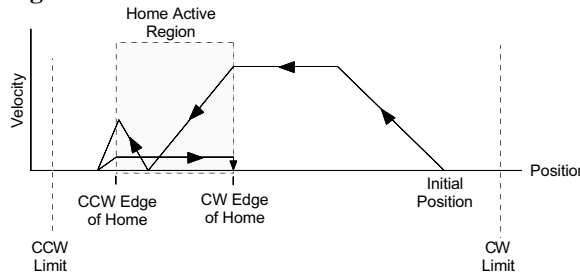 Home Active
Region
Velocity
Position
CCW Edge
of Home
CW Edge
of Home
Initial
Position
CCW
Limit
CW
Limit